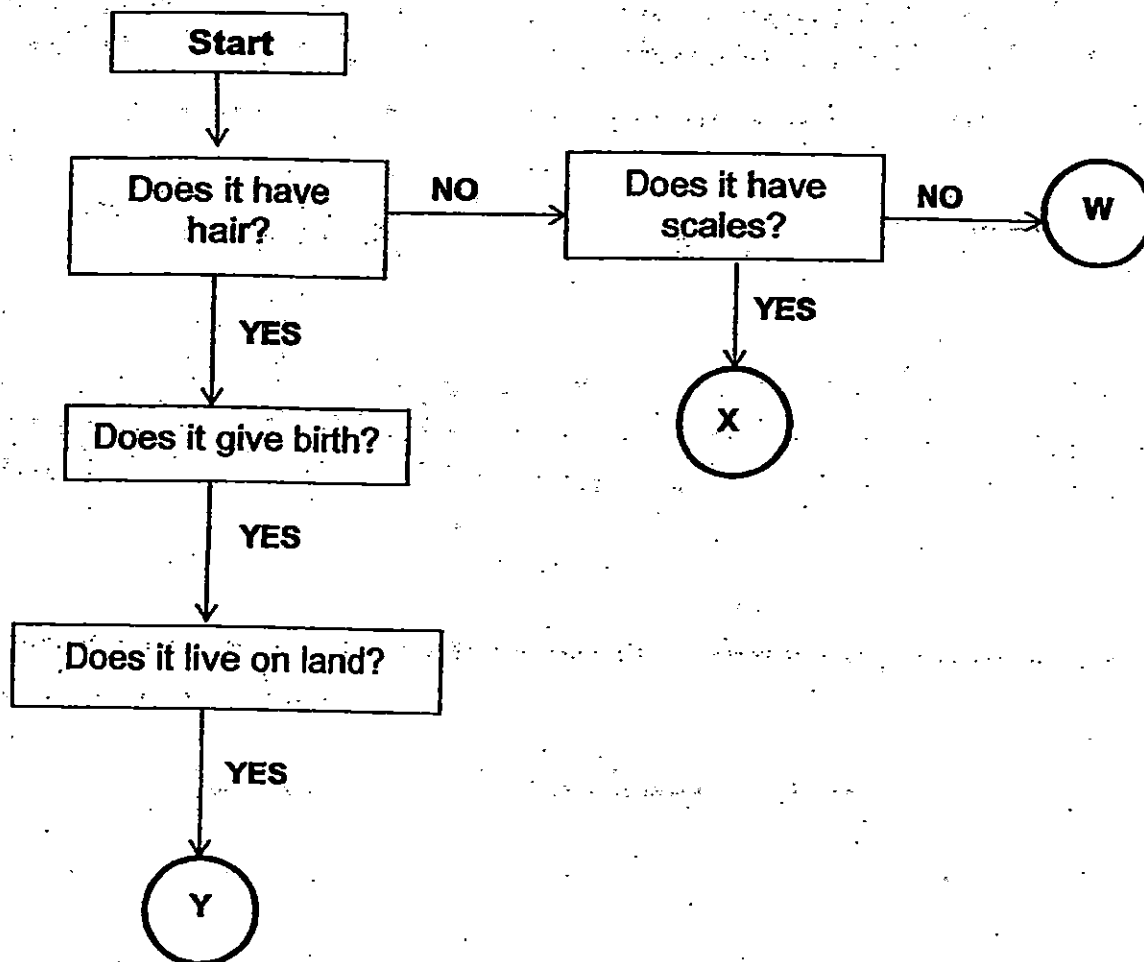 Start
Does it have
hair?
NO
Does it have
scales?
NO
W
YES
YES
X
Does it give birth?
YES
Does it live on land?
YES
Y